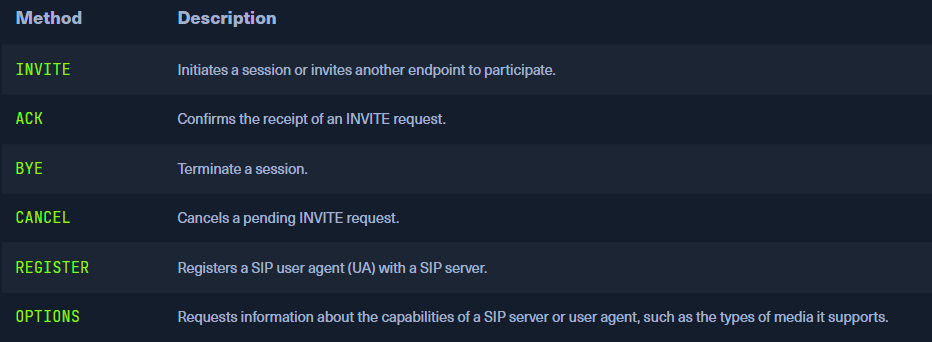 Method Description
INVITE Initiates a session or invites another endpoint to participate.
ACK Confirms the receipt of an INVITE request.
BYE Terminate a session.
CANCEL Cancels a pending INVITE request.
REGISTER Registers a SIP user agent (UA) with a SIP server.
OPTIONS Requests information about the capabilities of a SIP server or user agent, such as the types of media it supports.